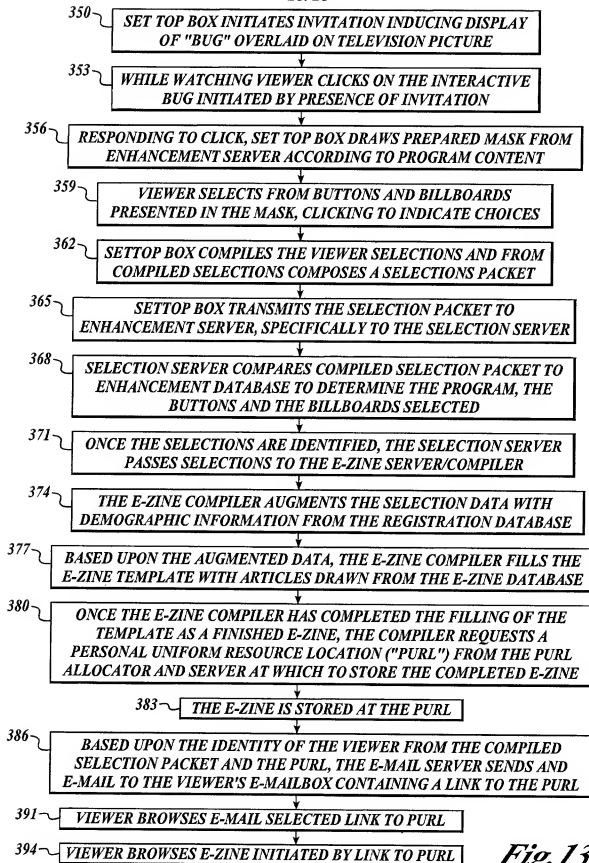 350
SET TOP BOX INITIATES INVITATION INDUCING DISPLAY
OF "BUG" OVERLAID ON TELEVISION PICTURE
353
WHILE WATCHING VIEWER CLICKS ON THE INTERACTIVE
BUG INITIATED BY PRESENCE OF INVITATION
356
RESPONDING TO CLICK, SET TOP BOX DRAWS PREPARED MASK FROM
ENHANCEMENT SERVER ACCORDING TO PROGRAM CONTENT
359
VIEWER SELECTS FROM BUTTONS AND BILLBOARDS
PRESENTED IN THE MASK, CLICKING TO INDICATE CHOICES
362
SETTOP BOX COMPILES THE VIEWER SELECTIONS AND FROM
COMPILED SELECTIONS COMPOSES A SELECTIONS PACKET
365
SETTOP BOX TRANSMITS THE SELECTION PACKET TO
ENHANCEMENT SERVER, SPECIFICALLY TO THE SELECTION SERVER
368
SELECTION SERVER COMPARES COMPILED SELECTION PACKET TO
ENHANCEMENT DATABASE TO DETERMINE THE PROGRAM, THE
BUTTONS AND THE BILLBOARDS SELECTED
371
ONCE THE SELECTIONS ARE IDENTIFIED, THE SELECTION SERVER
PASSES SELECTIONS TO THE E-ZINE SERVER/COMPILER
374
THE E-ZINE COMPILER AUGMENTS THE SELECTION DATA WITH
DEMOGRAPHIC INFORMATION FROM THE REGISTRATION DATABASE
377
BASED UPON THE AUGMENTED DATA, THE E-ZINE COMPILER FILLS THE
E-ZINE TEMPLATE WITH ARTICLES DRAWN FROM THE E-ZINE DATABASE
380
ONCE THE E-ZINE COMPILER HAS COMPLETED THE FILLING OF THE
TEMPLATE AS A FINISHED E-ZINE, THE COMPILER REQUESTS A
PERSONAL UNIFORM RESOURCE LOCATION ("PURL") FROM THE PURL
ALLOCATOR AND SERVER AT WHICH TO STORE THE COMPLETED E-ZINE
383
THE E-ZINE IS STORED AT THE PURL
386
BASED UPON THE IDENTITY OF THE VIEWER FROM THE COMPILED
SELECTION PACKET AND THE PURL, THE E-MAIL SERVER SENDS AND
E-MAIL TO THE VIEWER'S E-MAILBOX CONTAINING A LINK TO THE PURL
391
VIEWER BROWSES E-MAIL SELECTED LINK TO PURL
394
VIEWER BROWSES E-ZINE INITIATED BY LINK TO PURL